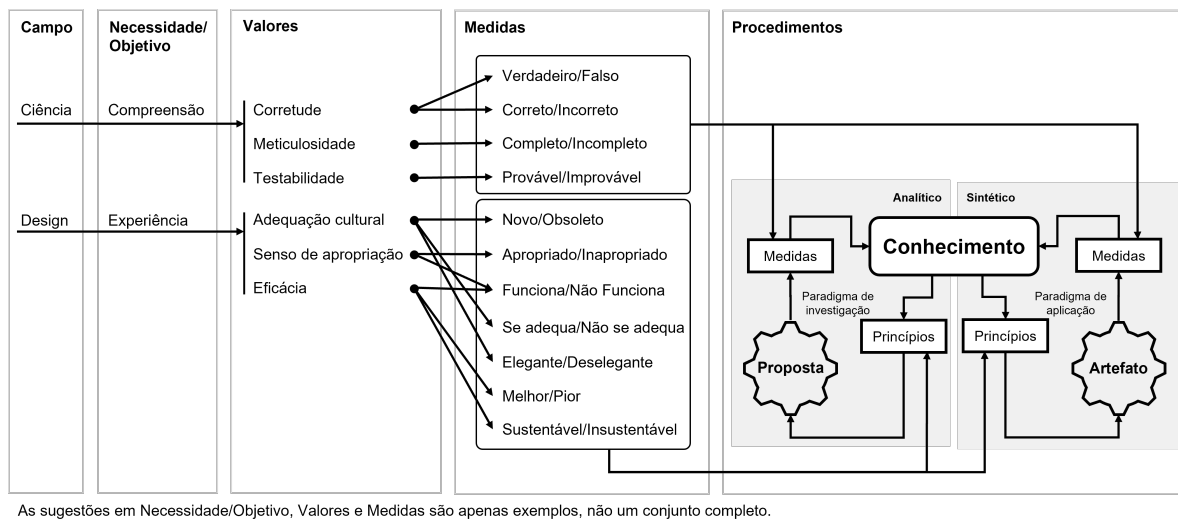 Campo
Necessidade/
Objetivo
Valores
Medidas
Procedimentos
Ciência
Compreensão
Corretude
Meticulosidade
Testabilidade
Verdadeiro/Falso
Correto/Incorreto
Completo/Incompleto
Provável/Improvável
Design
Experiência
Adequação cultural
Senso de apropriação
Eficácia
Novo/Obsoleto
Apropriado/Inapropriado
Funciona/Não Funciona
Se adequa/Não se adequa
Elegante/Deselegante
Melhor/Pior
Sustentável/Insustentável
Analítico
Sintético
Conhecimento
Medidas
Medidas
Paradigma de
investigação
Paradigma de
aplicação
Princípios
Princípios
Proposta
Artefato
As sugestões em Necessidade/Objetivo, Valores e Medidas são apenas exemplos, não um conjunto completo.